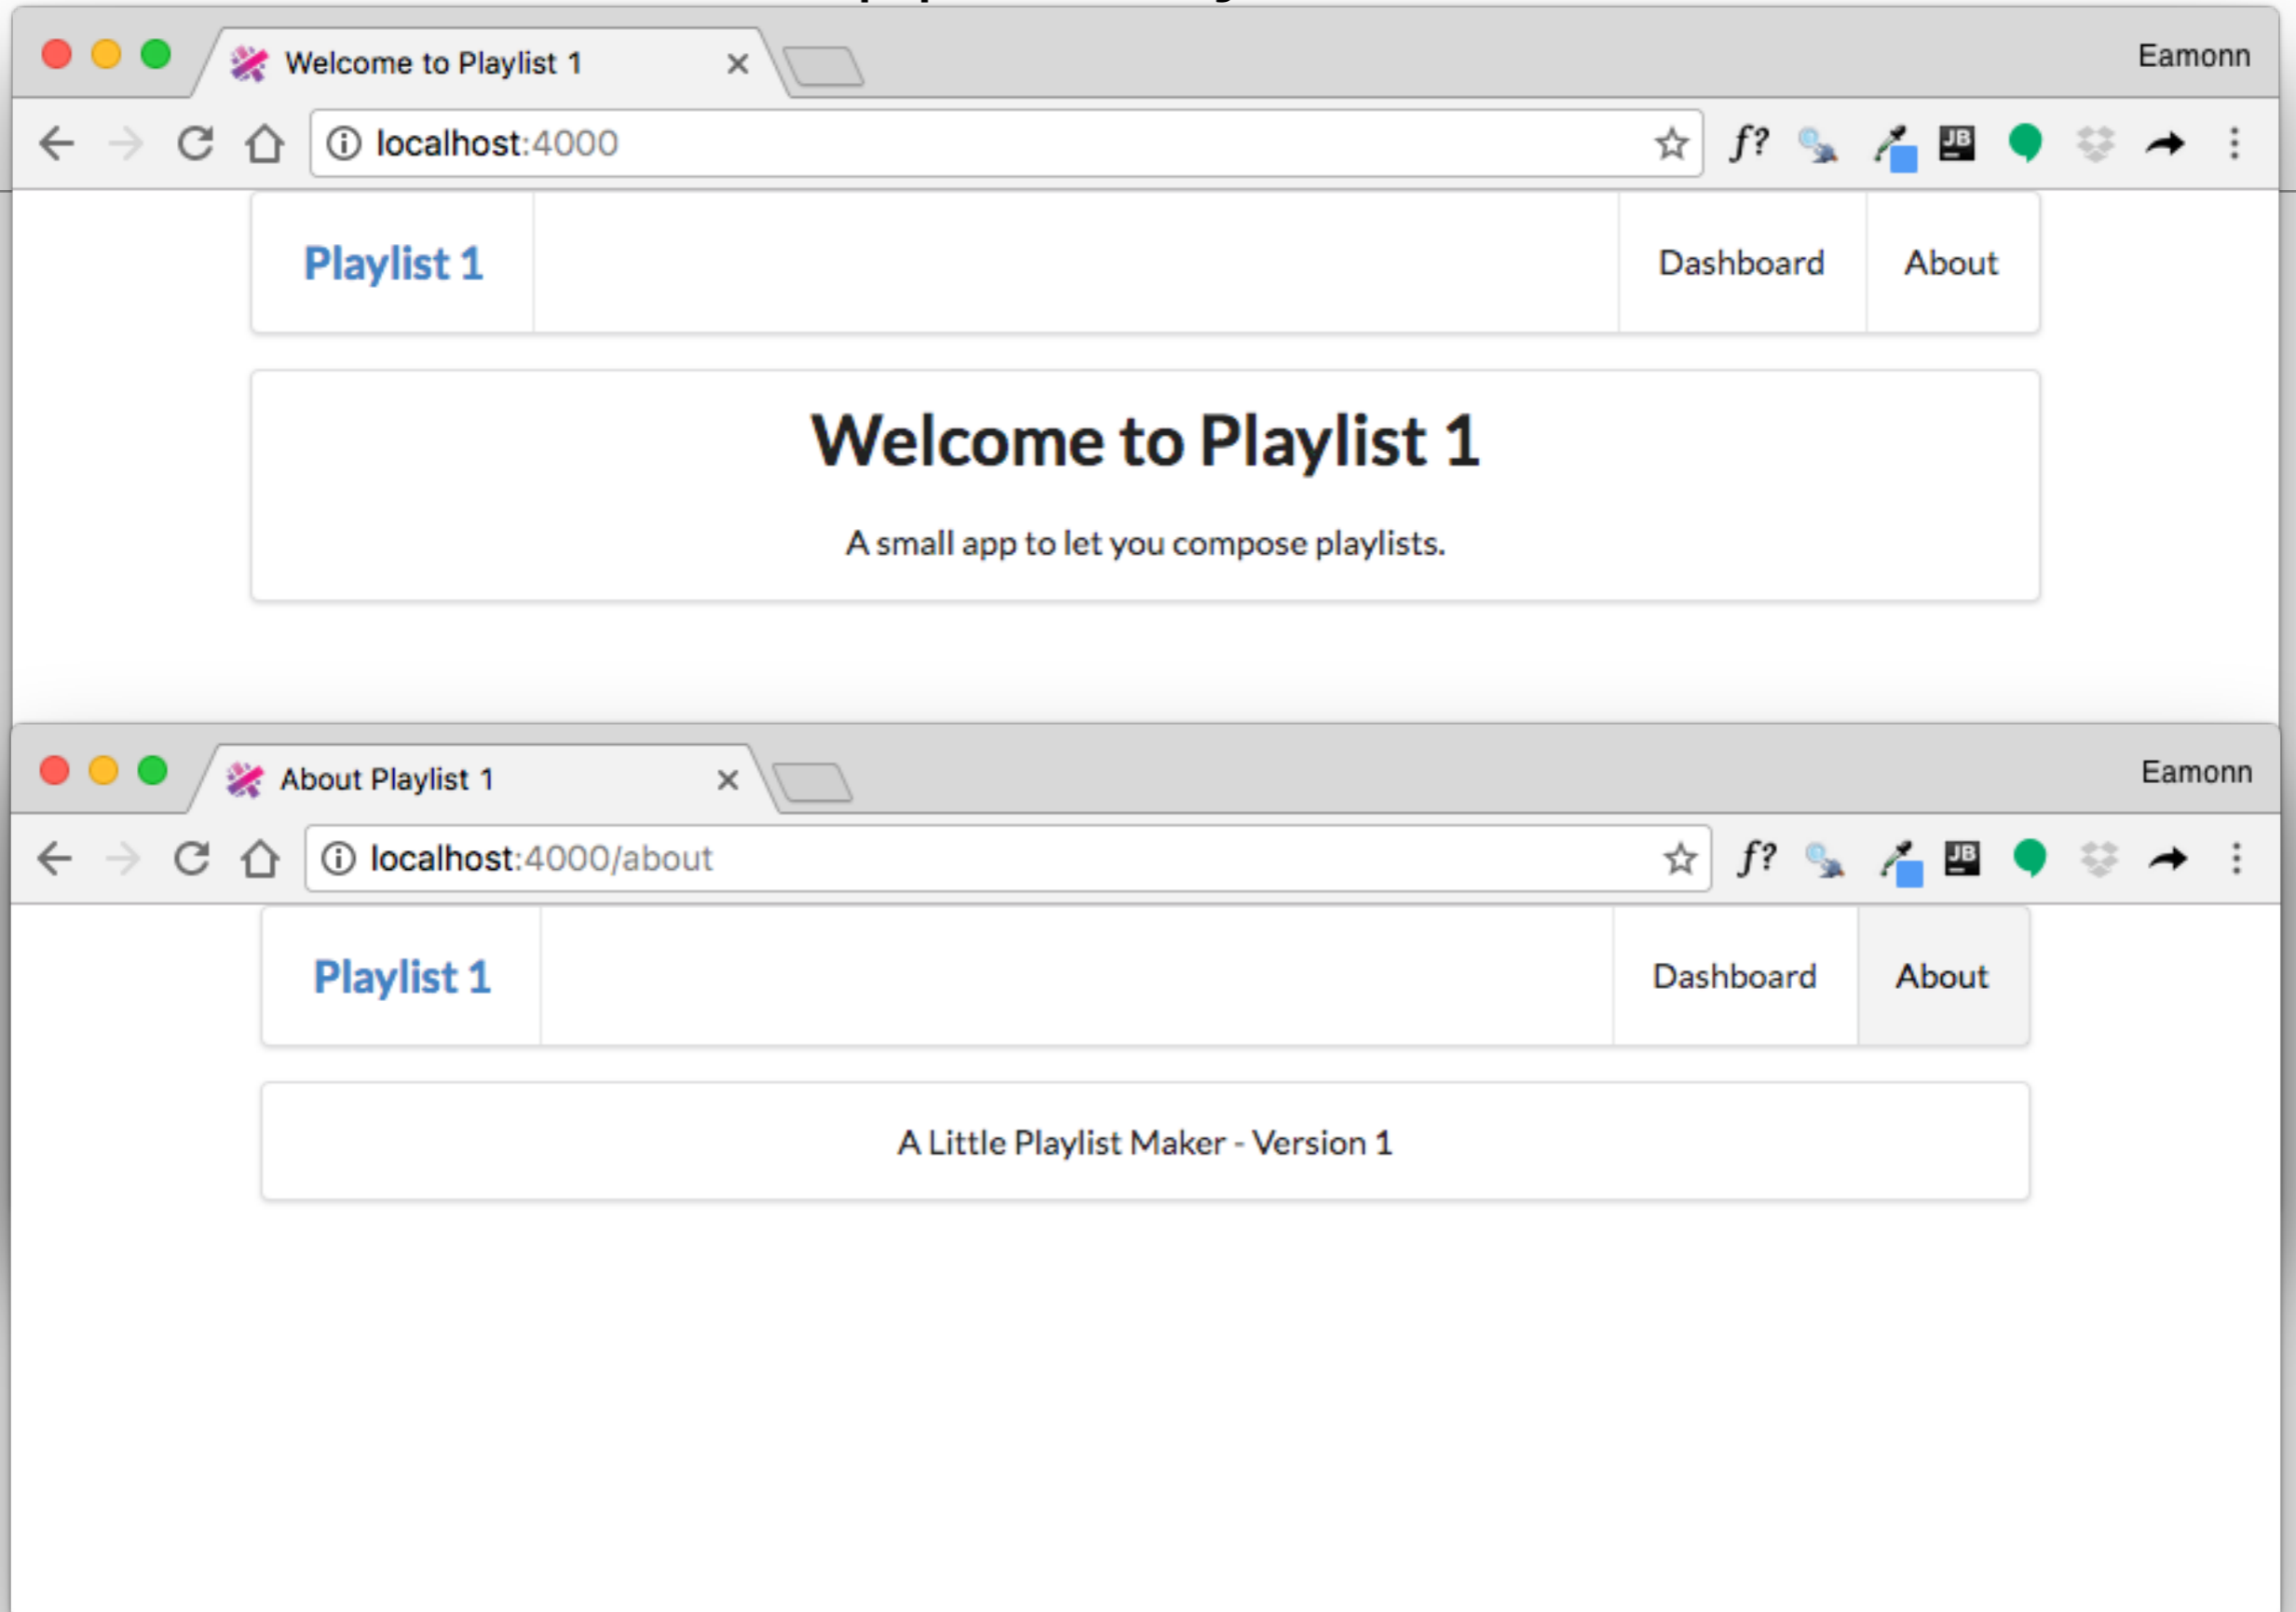 Welcome to Playlist 1
Eamonn
localhost:4000
f?
JB
Playlist 1
Dashboard
About
Welcome to Playlist 1
A small app to let you compose playlists.
About Playlist 1
Eamonn
localhost:4000/about
f?
JB
Playlist 1
Dashboard
About
A Little Playlist Maker - Version 1